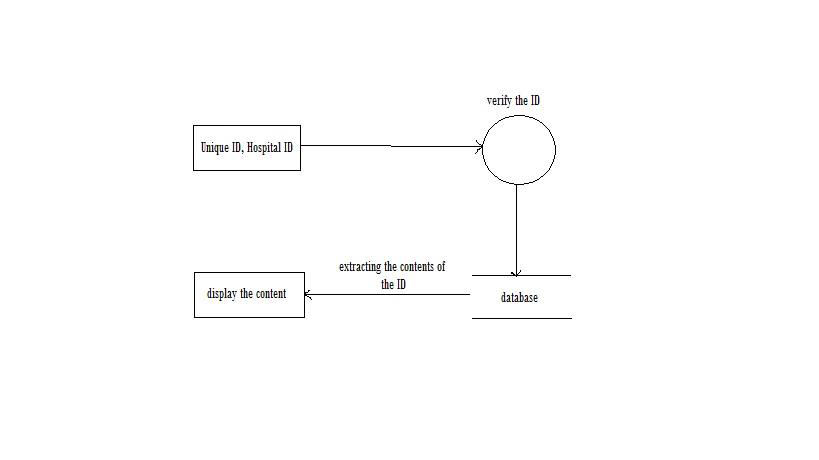 verify the ID
Unique ID, Hospital ID
extracting the contents of
the ID
display the content
database